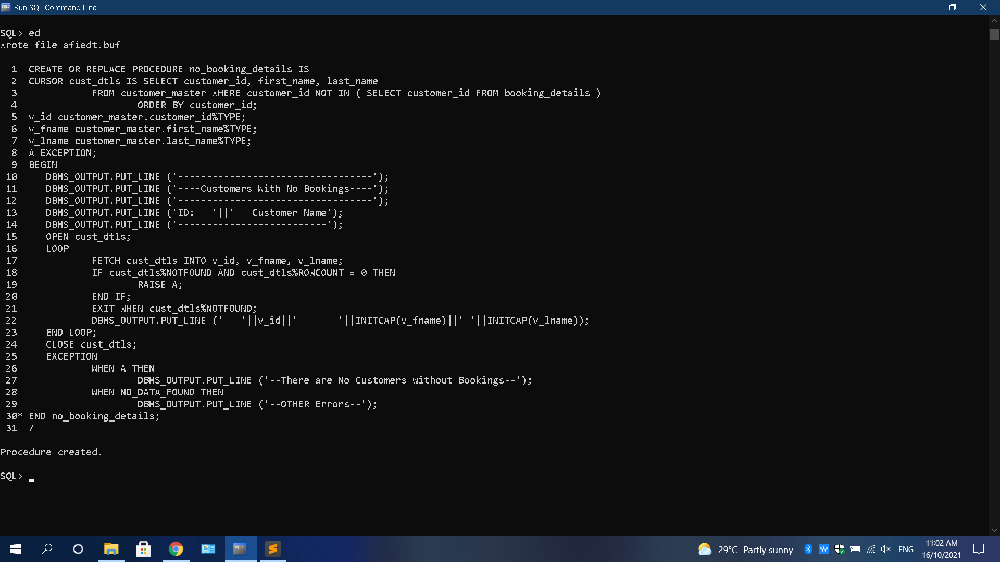 Run SQL Command Line
SQL> ed
Wrote file afiedt.buf
  1  CREATE OR REPLACE PROCEDURE no_booking_details IS
  2  CURSOR cust_dtls IS SELECT customer_id, first_name, last_name
  3             FROM customer_master WHERE customer_id NOT IN ( SELECT customer_id FROM booking_details )
  4                     ORDER BY customer_id;
  5  v_id customer_master.customer_id%TYPE;
  6  v_fname customer_master.first_name%TYPE;
  7  v_lname customer_master.last_name%TYPE;
  8  A EXCEPTION;
  9  BEGIN
 10     DBMS_OUTPUT.PUT_LINE ('----------------------------------');
 11     DBMS_OUTPUT.PUT_LINE ('----Customers With No Bookings----');
 12     DBMS_OUTPUT.PUT_LINE ('----------------------------------');
 13     DBMS_OUTPUT.PUT_LINE ('ID:   '||'   Customer Name');
 14     DBMS_OUTPUT.PUT_LINE ('--------------------------');
 15     OPEN cust_dtls;
 16     LOOP
 17             FETCH cust_dtls INTO v_id, v_fname, v_lname;
 18             IF cust_dtls%NOTFOUND AND cust_dtls%ROWCOUNT = 0 THEN
 19                     RAISE A;
 20             END IF;
 21             EXIT WHEN cust_dtls%NOTFOUND;
 22             DBMS_OUTPUT.PUT_LINE ('   '||v_id||'       '||INITCAP(v_fname)||' '||INITCAP(v_lname));
 23     END LOOP;
 24     CLOSE cust_dtls;
 25     EXCEPTION
 26             WHEN A THEN
 27                     DBMS_OUTPUT.PUT_LINE ('--There are No Customers without Bookings--');
 28             WHEN NO_DATA_FOUND THEN
 29                     DBMS_OUTPUT.PUT_LINE ('--OTHER Errors--');
 30* END no_booking_details;
 31  /
Procedure created.
SQL>
29°C Partly sunny
ENG
11:02 AM
16/10/2021